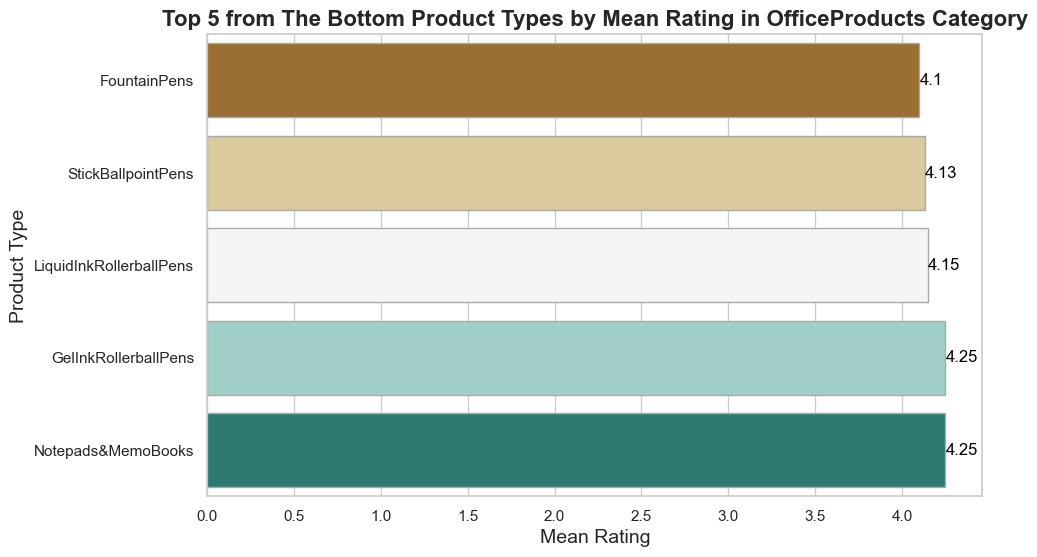 Top 5 from The Bottom Product Types by Mean Rating in OfficeProducts Category
FountainPens
4.1
StickBallpointPens
4.13
LiquidInkRollerballPens
4.15
GelInkRollerballPens
4.25
Notepads&MemoBooks
4.25
Product Type
0.0 0.5 1.0 1.5 2.0 2.5 3.0 3.5 4.0
Mean Rating